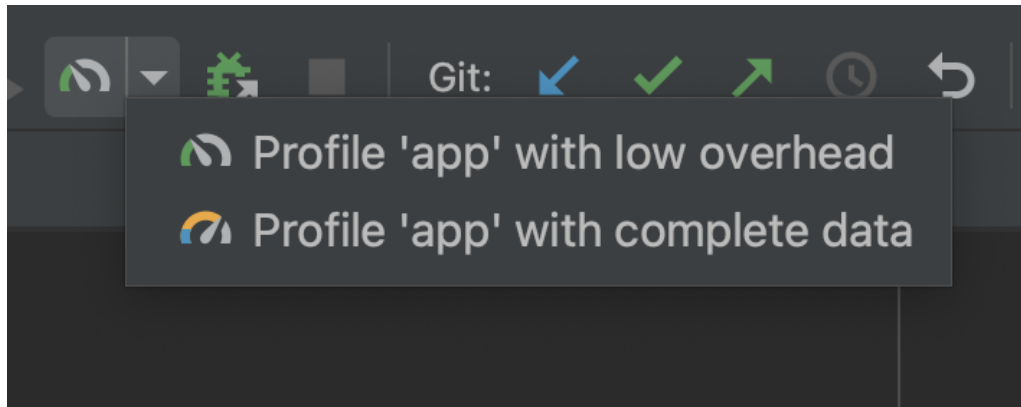 Git:
Profile 'app' with low overhead
Profile 'app' with complete data